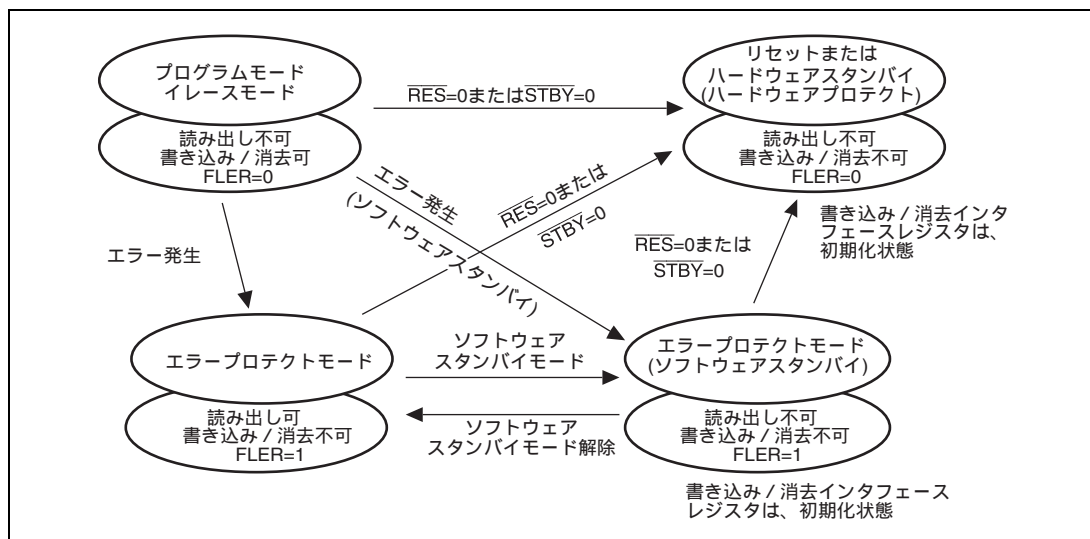 プログラムモード
イレースモード
読み出し不可
書き込み / 消去可
FLER=0
RES=0またはSTBY=0
リセットまたは
ハードウェアスタンバイ
(ハードウェアプロテクト)
読み出し不可
書き込み / 消去不可
FLER=0
書き込み / 消去インタ
フェースレジスタは、
初期化状態
エラー発生
エラー発生
(ソフトウェアスタンバイ)
RES=0または
STBY=0
RES=0または
STBY=0
エラープロテクトモード
読み出し可
書き込み / 消去不可
FLER=1
ソフトウェア
スタンバイモード
ソフトウェア
スタンバイモード解除
エラープロテクトモード
(ソフトウェアスタンバイ)
読み出し不可
書き込み / 消去不可
FLER=1
書き込み / 消去インタフェース
レジスタは、初期化状態